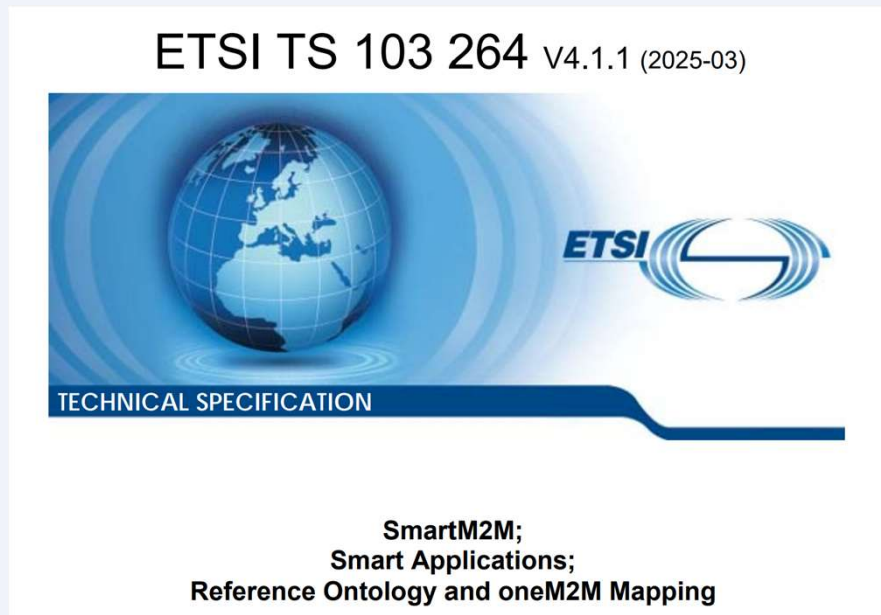 ETSI TS 103 264 V4.1.1 (2025-03)
ETSI
TECHNICAL SPECIFICATION
SmartM2M;
Smart Applications;
Reference Ontology and oneM2M Mapping